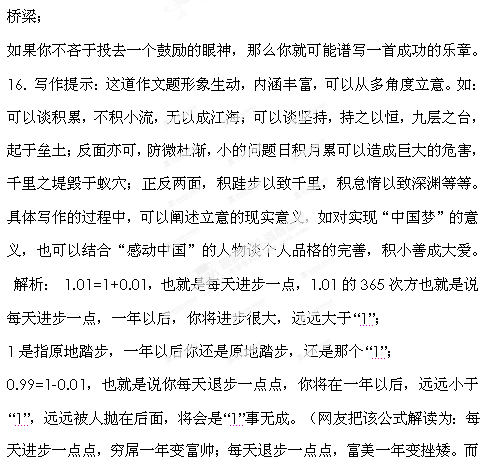 桥梁；
如果你不吝于投去一个鼓励的眼神，那么你就可能谱写一首成功的乐章。
16. 写作提示：这道作文题形象生动，内涵丰富，可以从多角度立意。如：
可以谈积累，不积小流，无以成江海；可以谈坚持，持之以恒，九层之台，
起于垒土；反面亦可，防微杜渐，小的问题日积月累可以造成巨大的危害，
千里之堤毁于蚁穴；正反两面，积跬步以致千里，积怠惰以致深渊等等。
具体写作的过程中，可以阐述立意的现实意义，如对实现“中国梦”的意
义，也可以结合“感动中国”的人物谈个人品格的完善，积小善成大爱。
解析： 1.01=1+0.01，也就是每天进步一点，1.01的365次方也就是说
每天进步一点，一年以后，你将进步很大，远远大于“1”；
1是指原地踏步，一年以后你还是原地踏步，还是那个“1”；
0.99=1-0.01，也就是说你每天退步一点点，你将在一年以后，远远小于
“1”，远远被人抛在后面，将会是“1”事无成。（网友把该公式解读为：每
天进步一点点，穷屌一年变富帅；每天退步一点点，富美一年变挫矮。而